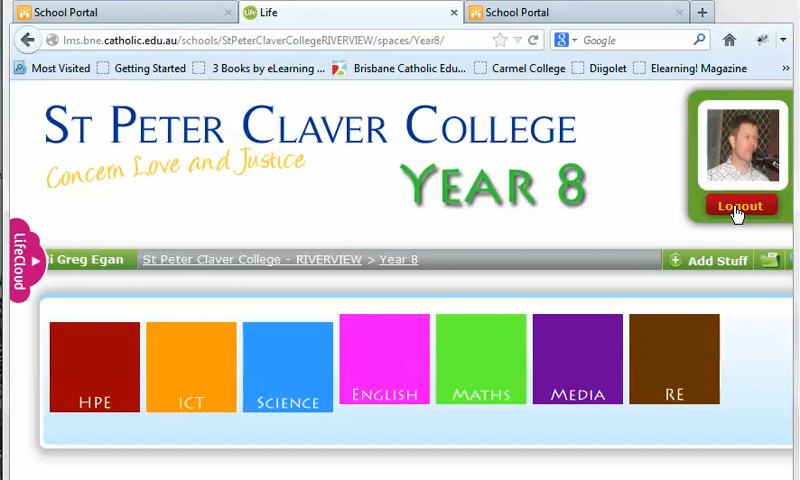 School Portal
Life
School Portal
lms.bne.catholic.edu.au/schools/StPeterClaverCollegeRIVERVIEW/spaces/Year8/
Google
Most Visited Getting Started 3 Books by eLearning ... Brisbane Catholic Edu... Carmel College Diigolet Elearning! Magazine »
ST PETER CLAVER COLLEGE
Concern Love and Justice
YEAR 8
Logout
LifeCloud
i Greg Egan
St Peter Claver College - RIVERVIEW > Year 8
Add Stuff
HPE
ICT
SCIENCE
ENGLISH
MATHS
MEDIA
RE